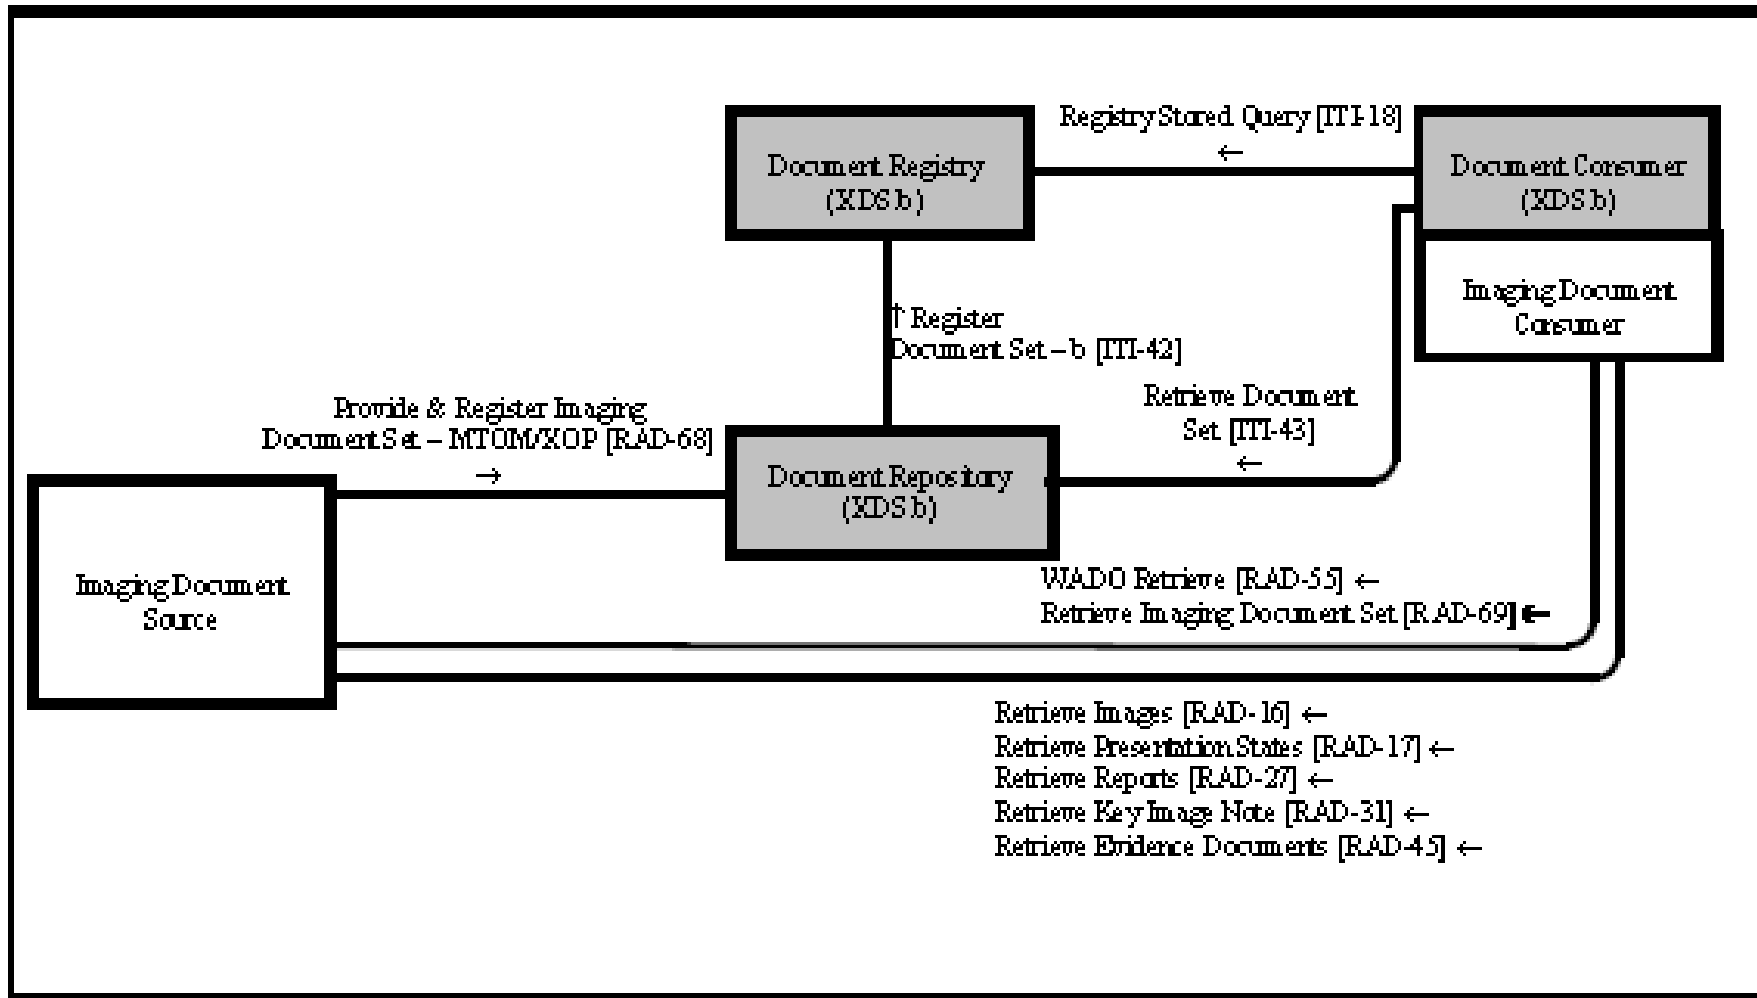 Registry Stored Query [ITI-18]
←
Document Registry
(XDS.b)
Document Consumer
(XDS.b)
Imaging Document
Consumer
↑ Register
Document Set – b [ITI-42]
Retrieve Document
Set [ITI-43]
←
Provide & Register Imaging
Document Set – MTOM/XOP [RAD-68]
→
Document Repository
(XDS.b)
Imaging Document
Source
WADO Retrieve [RAD-55] ←
Retrieve Imaging Document Set [RAD-69] ←
Retrieve Images [RAD-16] ←
Retrieve Presentation States [RAD-17] ←
Retrieve Reports [RAD-27] ←
Retrieve Key Image Note [RAD-31] ←
Retrieve Evidence Documents [RAD-45] ←